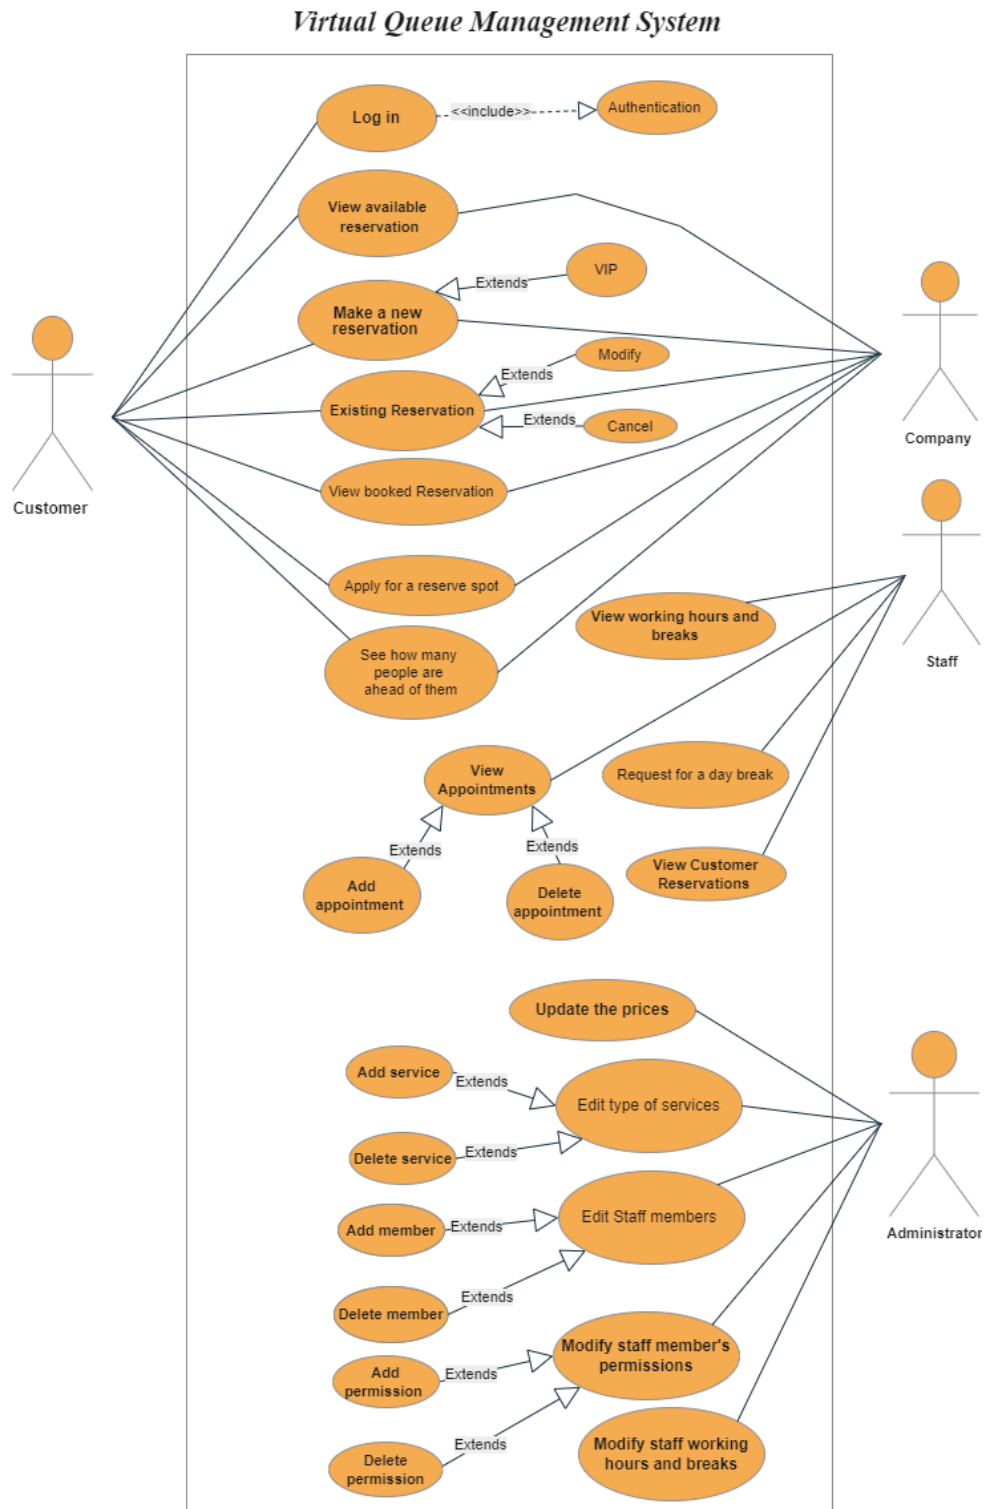 Virtual Queue Management System
Log in
<<include>>
Authentication
View available
reservation
VIP
Extends
Make a new
reservation
Modify
Extends
Existing Reservation
Extends
Cancel
Company
View booked Reservation
Customer
Apply for a reserve spot
View working hours and
breaks
Staff
See how many
people are
ahead of them
View
Appointments
Request for a day break
Extends
Extends
View Customer
Reservations
Add
appointment
Delete
appointment
Update the prices
Add service
Extends
Edit type of services
Delete service
Extends
Add member
Extends
Edit Staff members
Administrator
Delete member
Extends
Modify staff member's
permissions
Add
permission
Extends
Extends
Delete
permission
Modify staff working
hours and breaks